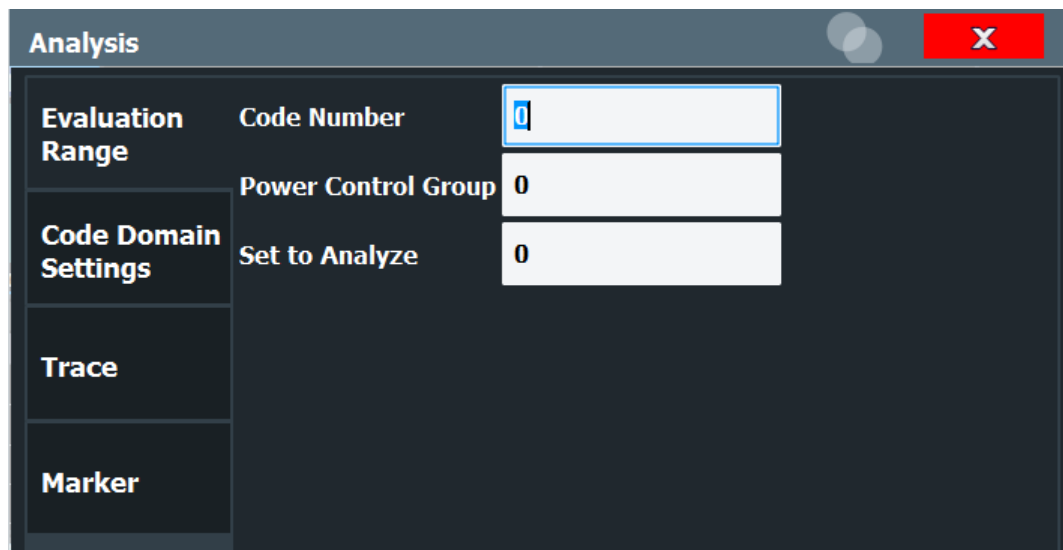 Analysis
X
Evaluation
Range
Code Number
0
Power Control Group
0
Code Domain
Settings
Set to Analyze
0
Trace
Marker